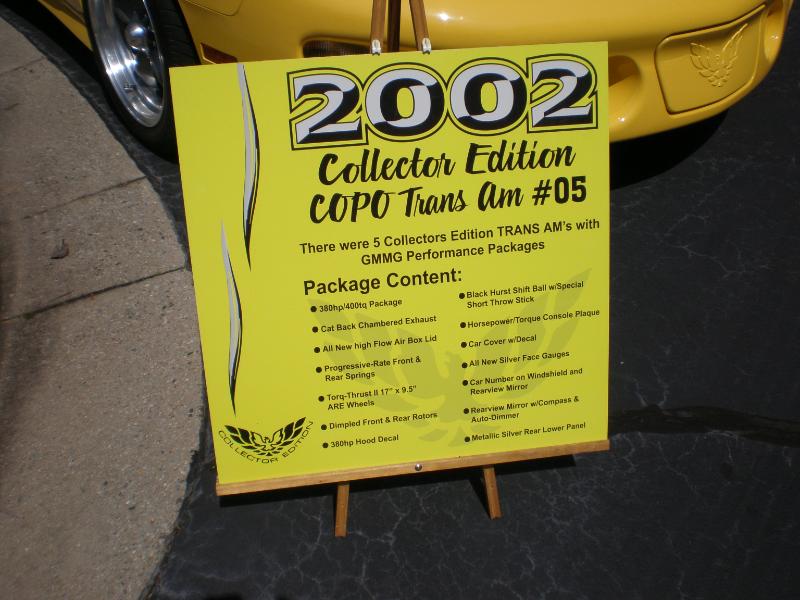 2002
Collector Edition
COPO Trans Am #05
There were 5 Collectors Edition TRANS AM's with
GMMG Performance Packages
Package Content:
380hp/400tq Package
Cat Back Chambered Exhaust
All New high Flow Air Box Lid
Progressive-Rate Front &
Rear Springs
Torq-Thrust II 17" x 9.5"
ARE Wheels
Dimpled Front & Rear Rotors
380hp Hood Decal
Black Hurst Shift Ball w/Special
Short Throw Stick
Horsepower/Torque Console Plaque
Car Cover w/Decal
All New Silver Face Gauges
Car Number on Windshield and
Rearview Mirror
Rearview Mirror w/Compass &
Auto-Dimmer
Metallic Silver Rear Lower Panel
COLLECTOR EDITION